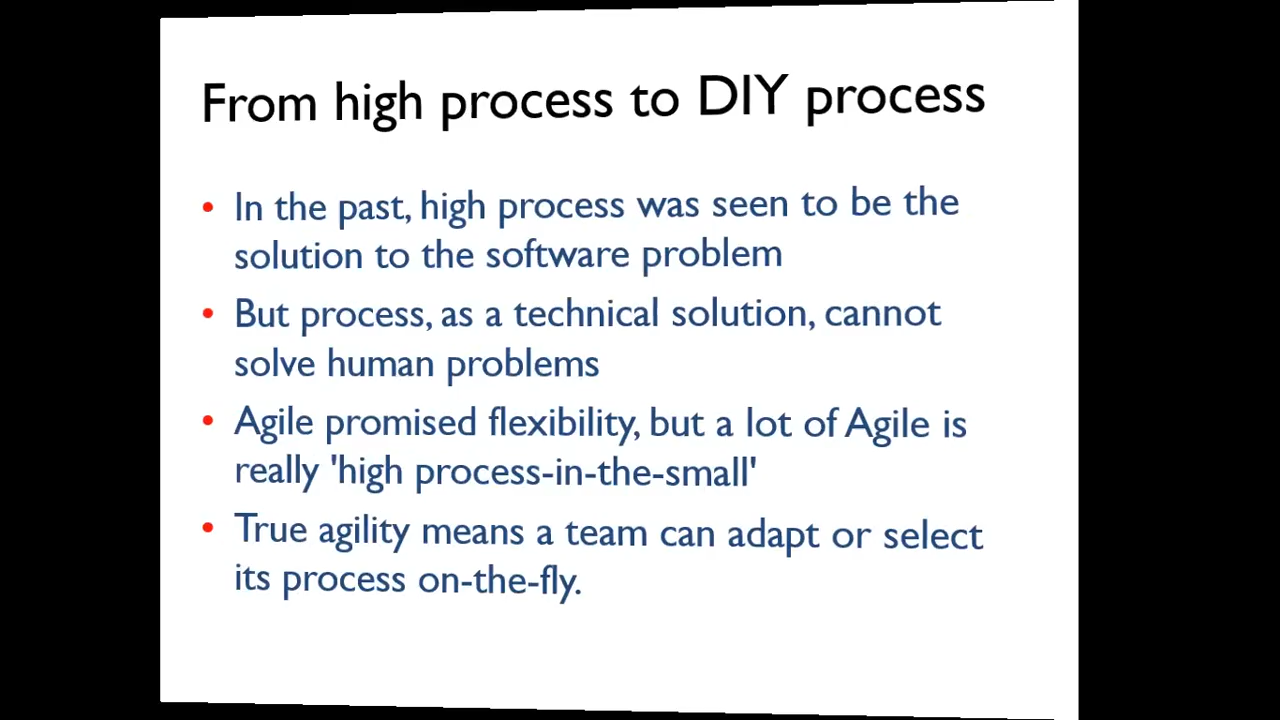 From high process to DIY process
• In the past, high process was seen to be the
solution to the software problem
• But process, as a technical solution, cannot
solve human problems
• Agile promised flexibility, but a lot of Agile is
really 'high process-in-the-small'
• True agility means a team can adapt or select
its process on-the-fly.